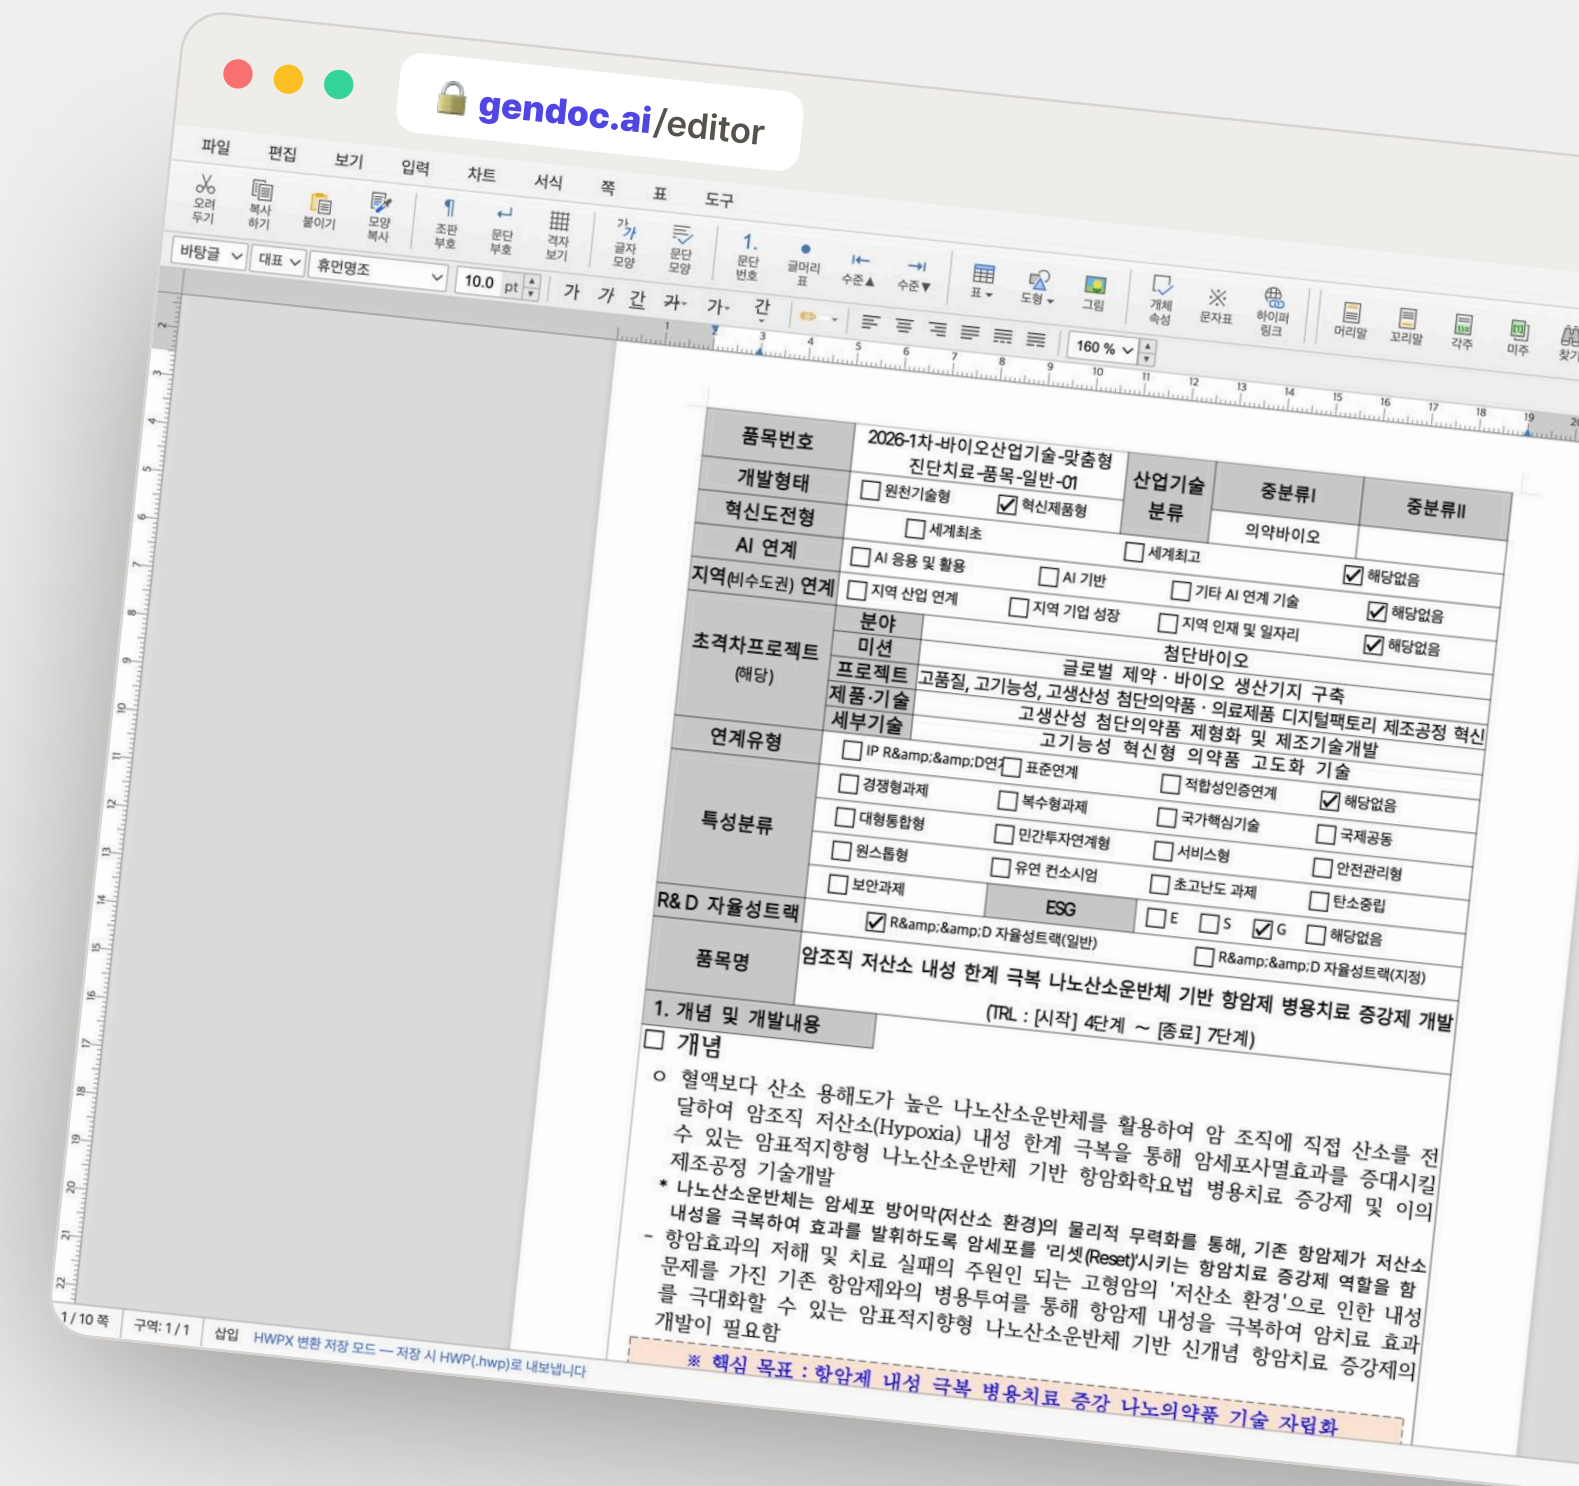 gendoc.ai/editor
파일 편집 보기 입력 차트 서식 쪽 표 도구
오려 두기 복사 하기 붙이기 모양 복사 조판 부호 문단 부호 격자 보기 글자 모양 문단 모양 문단 번호 글머리 표 수준▲ 수준▼ 표 도형 그림 개체 속성 문자표 하이퍼 링크 머리말 꼬리말 각주 미주 찾기
바탕글 대표 휴먼명조 10.0 pt 가 가 간 가 가 간 160 %
1 2 3 4 5 6 7 8 9 10 11 12 13 14 15 16 17 18 19 20
2 3 4 5 6 7 8 9 10 11 12 13 14 15 16 17 18 19 20 21 22
품목번호 2026-1차-바이오산업기술-맞춤형
진단치료-품목-일반-01
산업기술
분류
중분류I 중분류II
의약바이오
개발형태 원천기술형 혁신제품형
혁신도전형 세계최초 세계최고 해당없음
AI 연계 AI 응용 및 활용 AI 기반 기타 AI 연계 기술 해당없음
지역(비수도권) 연계 지역 산업 연계 지역 기업 성장 지역 인재 및 일자리 해당없음
초격차프로젝트
(해당)
분야 첨단바이오
미션 글로벌 제약 · 바이오 생산기지 구축
프로젝트 고품질, 고기능성, 고생산성 첨단의약품 · 의료제품 디지털팩토리 제조공정 혁신
제품·기술 고생산성 첨단의약품 제형화 및 제조기술개발
세부기술 고기능성 혁신형 의약품 고도화 기술
연계유형 IP R&amp;&amp;D연계 표준연계 적합성인증연계 해당없음
특성분류 경쟁형과제 복수형과제 국가핵심기술 국제공동
대형통합형 민간투자연계형 서비스형 안전관리형
원스톱형 유연 컨소시엄 초고난도 과제 탄소중립
보안과제 ESG E S G 해당없음
R&D 자율성트랙 R&amp;&amp;D 자율성트랙(일반) R&amp;&amp;D 자율성트랙(지정)
품목명 암조직 저산소 내성 한계 극복 나노산소운반체 기반 항암제 병용치료 증강제 개발
(TRL : [시작] 4단계 ~ [종료] 7단계)
1. 개념 및 개발내용
□ 개념
ㅇ 혈액보다 산소 용해도가 높은 나노산소운반체를 활용하여 암 조직에 직접 산소를 전
달하여 암조직 저산소(Hypoxia) 내성 한계 극복을 통해 암세포사멸효과를 증대시킬
수 있는 암표적지향형 나노산소운반체 기반 항암화학요법 병용치료 증강제 및 이의
제조공정 기술개발
* 나노산소운반체는 암세포 방어막(저산소 환경)의 물리적 무력화를 통해, 기존 항암제가 저산소
내성을 극복하여 효과를 발휘하도록 암세포를 '리셋(Reset)'시키는 항암치료 증강제 역할을 함
- 항암효과의 저해 및 치료 실패의 주원인 되는 고형암의 '저산소 환경'으로 인한 내성
문제를 가진 기존 항암제와의 병용투여를 통해 항암제 내성을 극복하여 암치료 효과
를 극대화할 수 있는 암표적지향형 나노산소운반체 기반 신개념 항암치료 증강제의
개발이 필요함
※ 핵심 목표 : 항암제 내성 극복 병용치료 증강 나노의약품 기술 자립화
1 / 10 쪽 구역: 1 / 1 삽입 HWPX 변환 저장 모드 — 저장 시 HWP(.hwp)로 내보냅니다